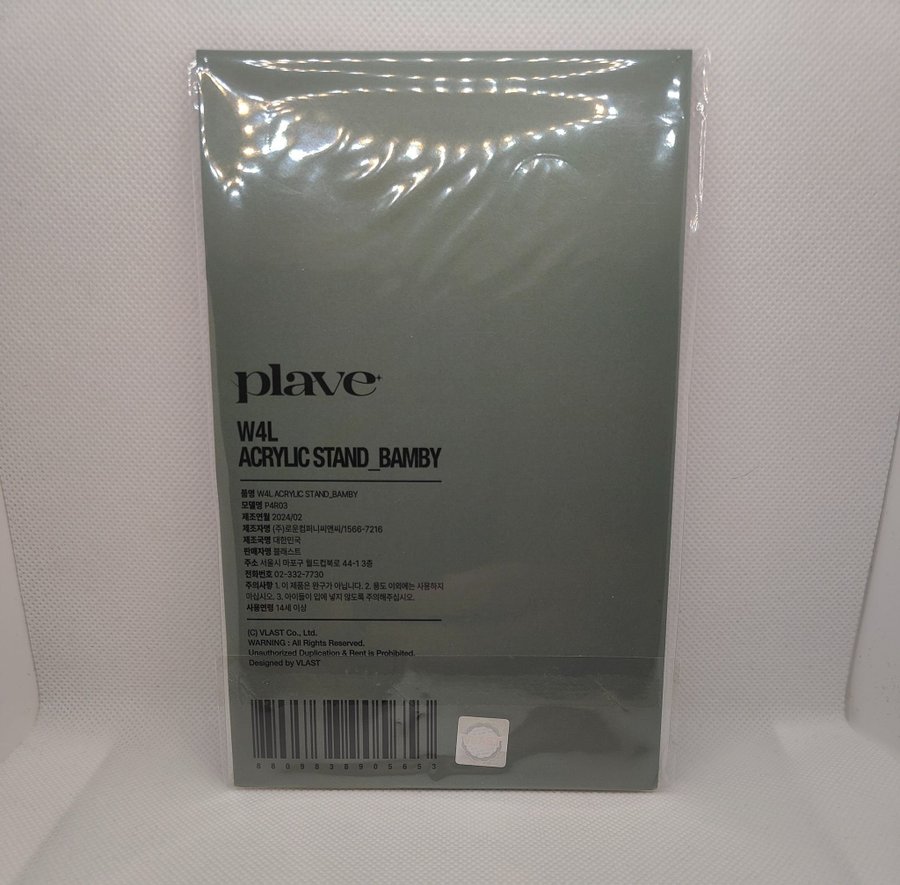 plave
W4L
ACRYLIC STAND_BAMBY
품명 W4L ACRYLIC STAND_BAMBY
모델명 P4R03
제조연월 2024/02
제조자명 (주)로운컴퍼니씨앤씨/1566-7216
제조국명 대한민국
판매자명 블래스트
주소 서울시 마포구 월드컵북로 44-1 3층
전화번호 02-332-7730
주의사항 1. 이 제품은 완구가 아닙니다. 2. 용도 이외에는 사용하지
마십시오. 3. 아이들이 입에 넣지 않도록 주의해주십시오.
사용연령 14세 이상
(C) VLAST Co., Ltd.
WARNING : All Rights Reserved.
Unauthorized Duplication & Rent is Prohibited.
Designed by VLAST
8809838905653